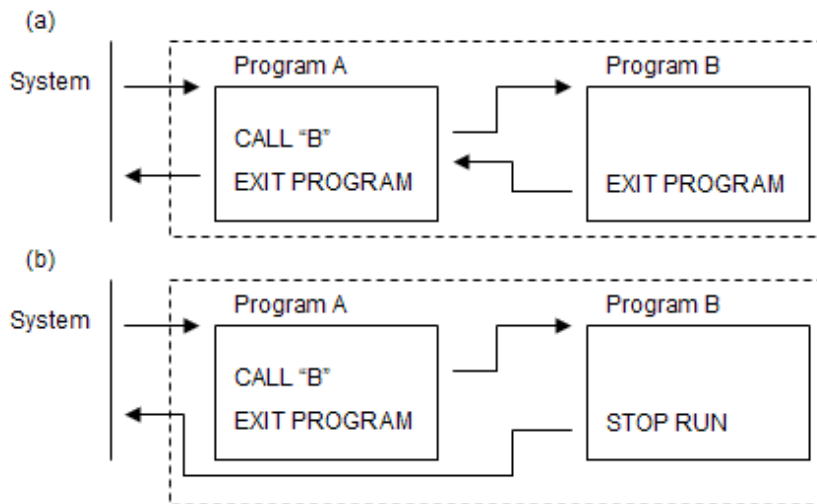 (a)
System
Program A
Program B
CALL “B”
EXIT PROGRAM
EXIT PROGRAM
(b)
System
Program A
Program B
CALL “B”
EXIT PROGRAM
STOP RUN